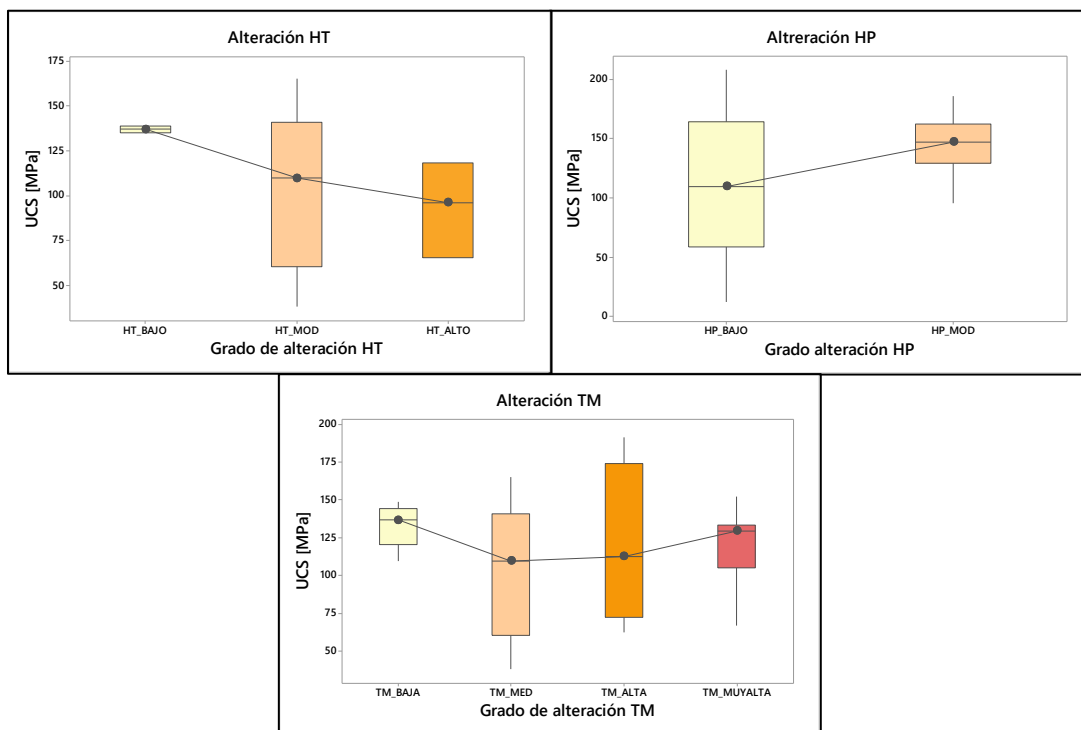 Alteración HT
UCS [MPa]
175
150
125
100
75
50
HT_BAJO HT_MOD HT_ALTO
Grado de alteración HT
Altreración HP
UCS [MPa]
200
150
100
50
0
HP_BAJO HP_MOD
Grado alteración HP
Alteración TM
UCS [MPa]
200
175
150
125
100
75
50
TM_BAJA TM_MED TM_ALTA TM_MUYALTA
Grado de alteración TM